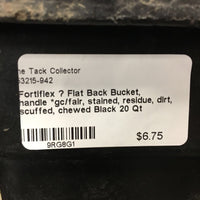 he Tack Collector
53215-942
Fortiflex ? Flat Back Bucket,
handle *gc/fair, stained, residue, dirt,
scuffed, chewed Black 20 Qt
9RG8G1
$6.75